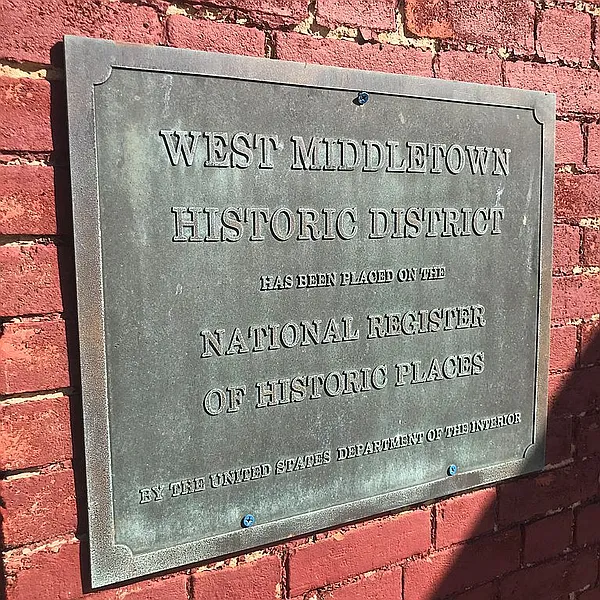 WEST MIDDLETOWN
HISTORIC DISTRICT
HAS BEEN PLACED ON THE
NATIONAL REGISTER
OF HISTORIC PLACES
BY THE UNITED STATES DEPARTMENT OF THE INTERIOR